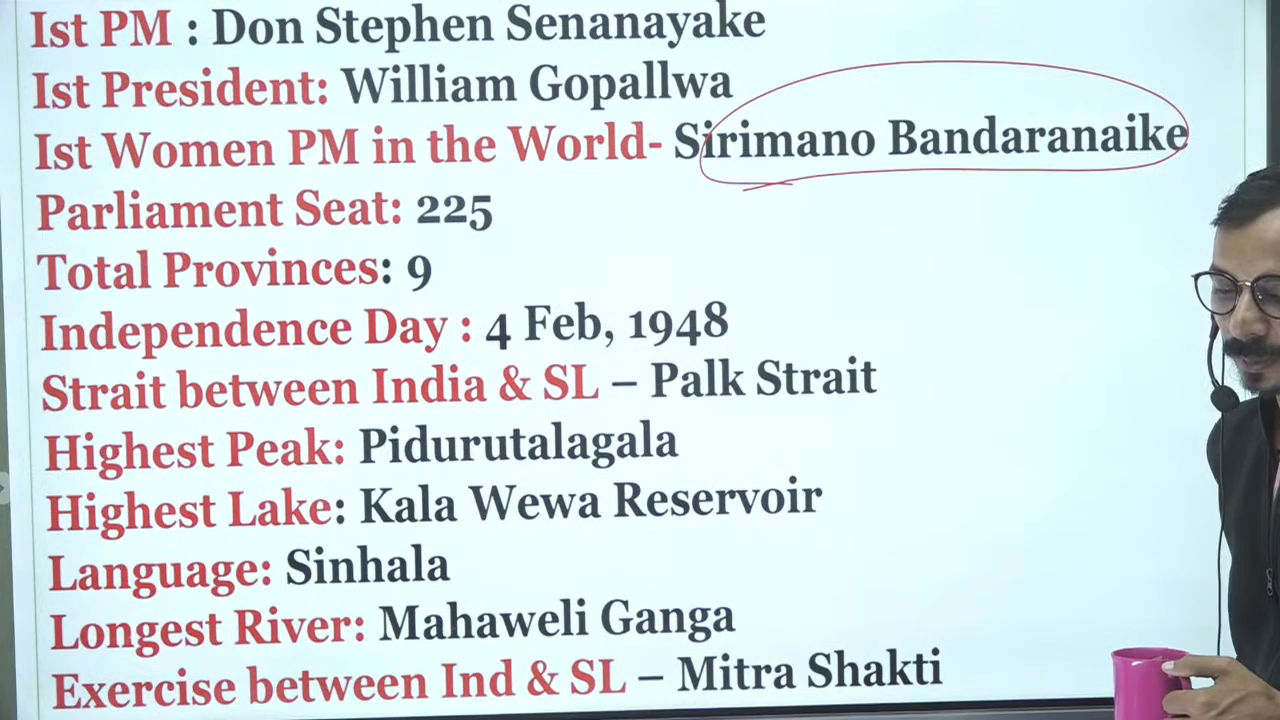 Ist PM : Don Stephen Senanayake
Ist President: William Gopallwa
Ist Women PM in the World- Sirimano Bandaranaike
Parliament Seat: 225
Total Provinces: 9
Independence Day : 4 Feb, 1948
Strait between India & SL – Palk Strait
Highest Peak: Pidurutalagala
Highest Lake: Kala Wewa Reservoir
Language: Sinhala
Longest River: Mahaweli Ganga
Exercise between Ind & SL – Mitra Shakti